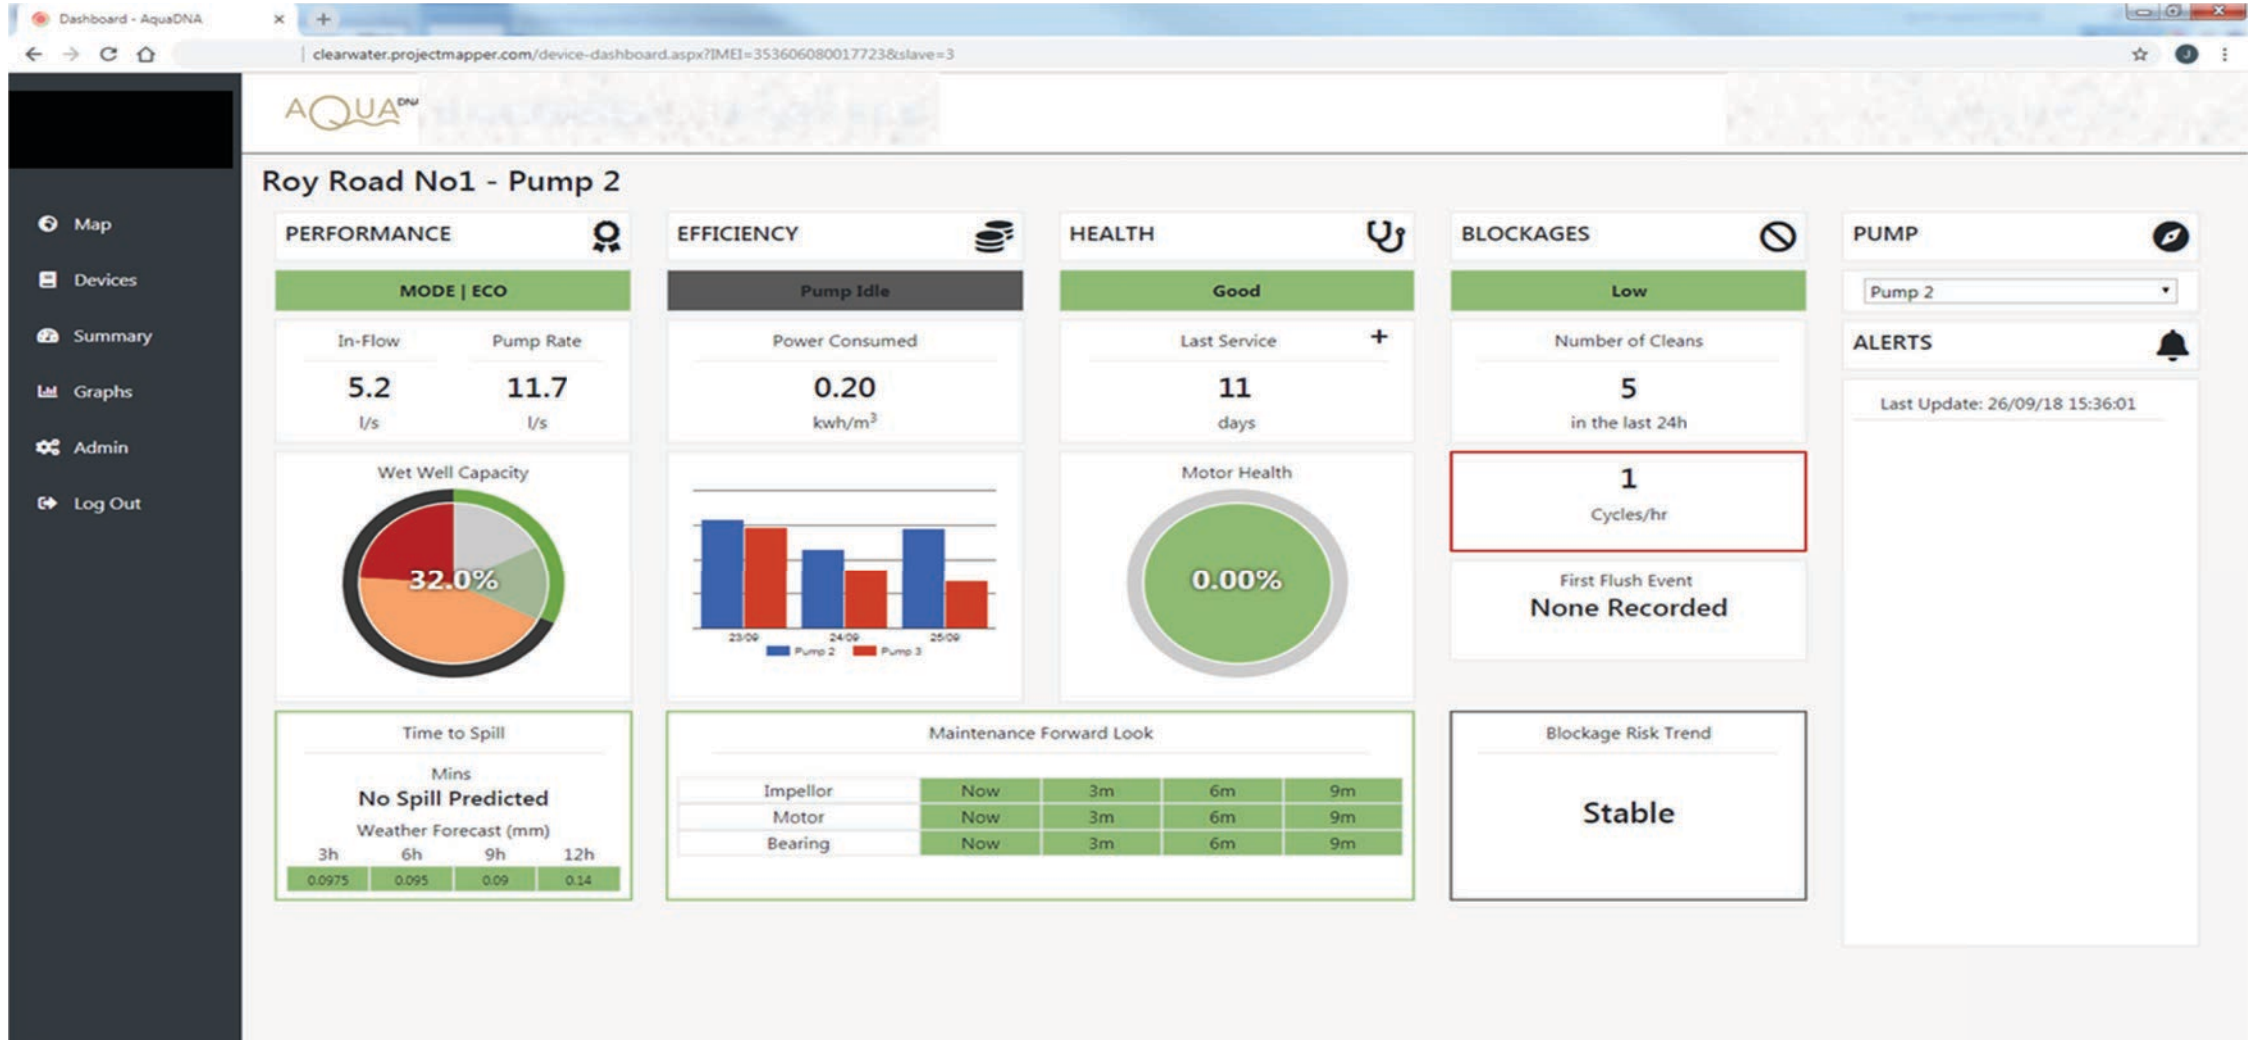 Dashboard - AquaDNA
clearwater.projectmapper.com/device-dashboard.aspx?IMEI=353606080017723&slave=3
J
AQUA DNA
Roy Road No1 - Pump 2
Map
Devices
Summary
Graphs
Admin
Log Out
PERFORMANCE
MODE | ECO
In-Flow Pump Rate
5.2 11.7
l/s l/s
Wet Well Capacity
32.0%
Time to Spill
Mins
No Spill Predicted
Weather Forecast (mm)
3h 6h 9h 12h
0.0975 0.095 0.09 0.14
EFFICIENCY
Pump Idle
Power Consumed
0.20
kwh/m³
23/09 24/09 25/09
Pump 2 Pump 3
HEALTH
Good
Last Service +
11
days
Motor Health
0.00%
Maintenance Forward Look
Impellor Now 3m 6m 9m
Motor Now 3m 6m 9m
Bearing Now 3m 6m 9m
BLOCKAGES
Low
Number of Cleans
5
in the last 24h
1
Cycles/hr
First Flush Event
None Recorded
Blockage Risk Trend
Stable
PUMP
Pump 2
ALERTS
Last Update: 26/09/18 15:36:01